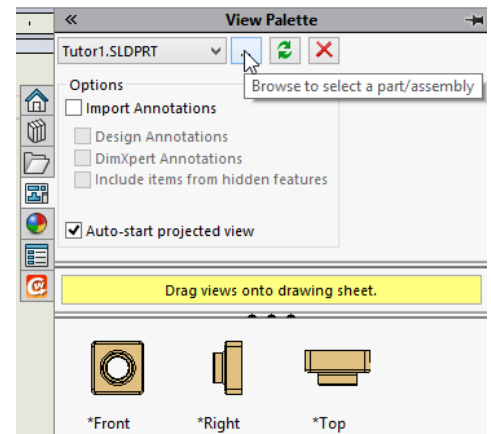 View Palette
Tutor1.SLDPRT
Browse to select a part/assembly
Options
Import Annotations
Design Annotations
DimXpert Annotations
Include items from hidden features
Auto-start projected view
Drag views onto drawing sheet.
*Front *Right *Top